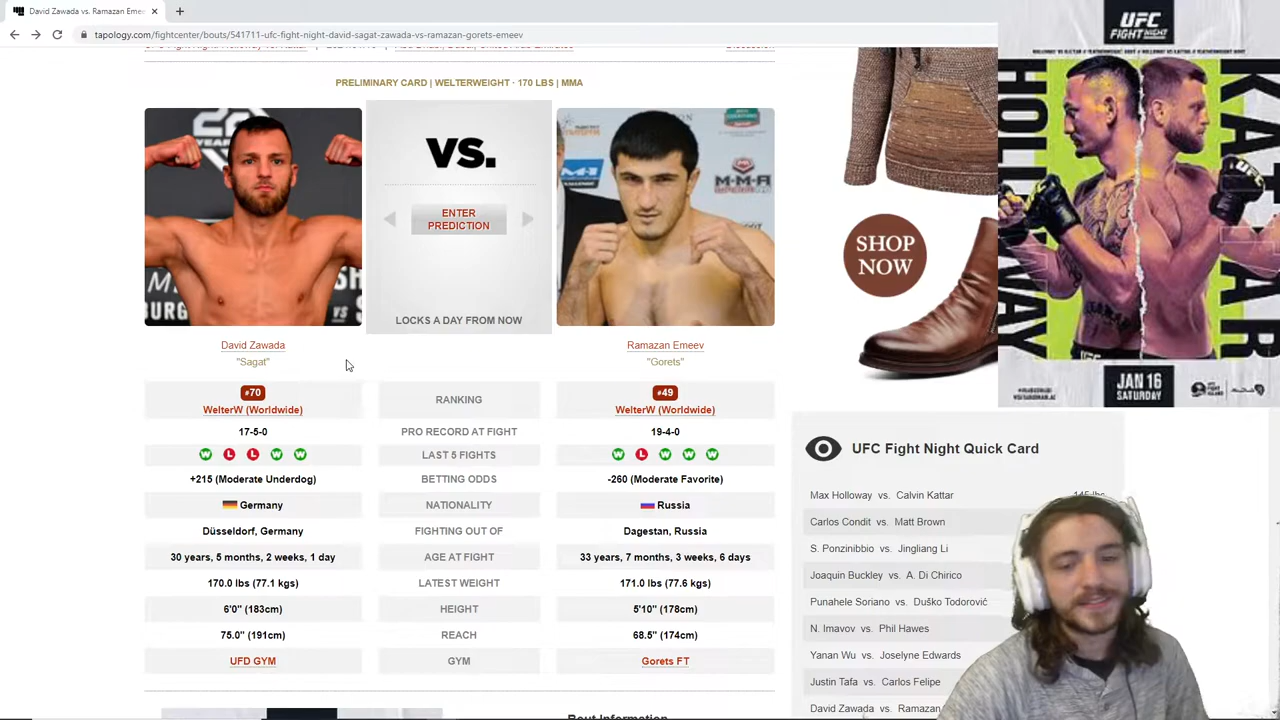 David Zawada vs. Ramazan Emee
tapology.com/fightcenter/bouts/541711-ufc-fight-night-david-sagat-zawada-vs-ramazan-gorets-emeev
PRELIMINARY CARD | WELTERWEIGHT · 170 LBS | MMA
VS.
ENTER
PREDICTION
LOCKS A DAY FROM NOW
David Zawada
"Sagat"
Ramazan Emeev
"Gorets"
#70
WelterW (Worldwide)
RANKING
#49
WelterW (Worldwide)
17-5-0
PRO RECORD AT FIGHT
19-4-0
W L L W W
LAST 5 FIGHTS
W L W W W
+215 (Moderate Underdog)
BETTING ODDS
-260 (Moderate Favorite)
Germany
NATIONALITY
Russia
Düsseldorf, Germany
FIGHTING OUT OF
Dagestan, Russia
30 years, 5 months, 2 weeks, 1 day
AGE AT FIGHT
33 years, 7 months, 3 weeks, 6 days
170.0 lbs (77.1 kgs)
LATEST WEIGHT
171.0 lbs (77.6 kgs)
6'0" (183cm)
HEIGHT
5'10" (178cm)
75.0" (191cm)
REACH
68.5" (174cm)
UFD GYM
GYM
Gorets FT
Bout Information
SHOP
NOW
UFC
FIGHT NIGHT
HOLLOWAY
KATTAR
JAN 16
SATURDAY
UFC Fight Night Quick Card
Max Holloway vs. Calvin Kattar
145 lbs
Carlos Condit vs. Matt Brown
S. Ponzinibbio vs. Jingliang Li
Joaquin Buckley vs. A. Di Chirico
Punahele Soriano vs. Duško Todorović
N. Imavov vs. Phil Hawes
Yanan Wu vs. Joselyne Edwards
Justin Tafa vs. Carlos Felipe
David Zawada vs. Ramazan